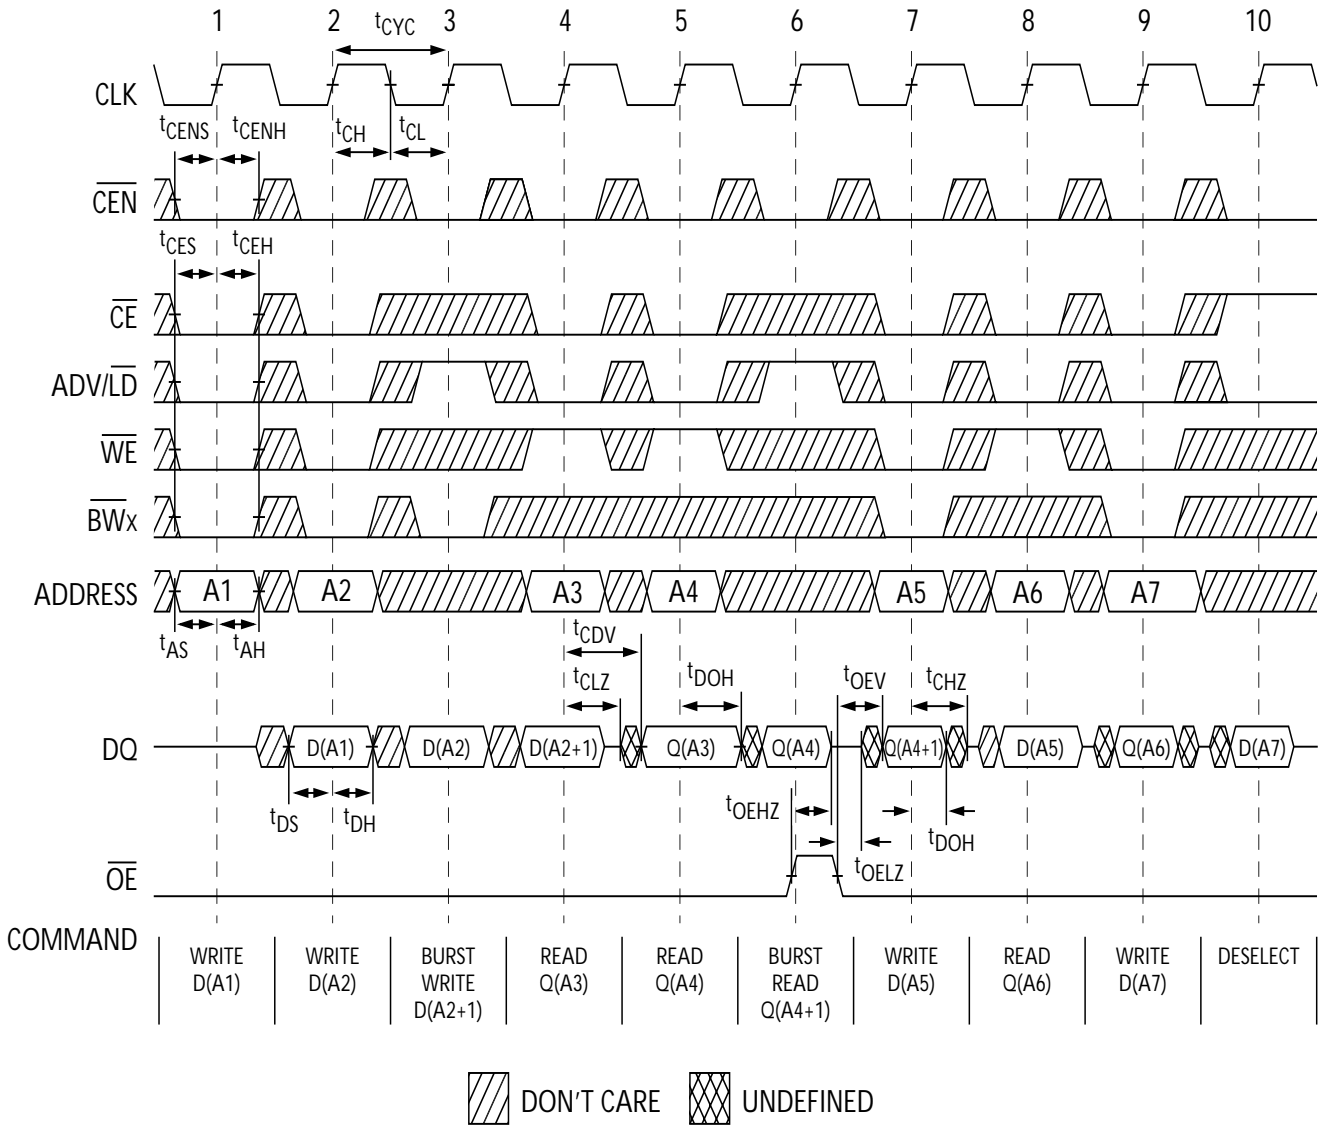 1 2 3 4 5 6 7 8 9 10
tCYC
CLK
tCENS tCENH tCH tCL
CEN
tCES tCEH
CE
ADV/LD
WE
BWx
ADDRESS A1 A2 A3 A4 A5 A6 A7
tAS tAH tCDV
tCLZ tDOH tOEV tCHZ
DQ D(A1) D(A2) D(A2+1) Q(A3) Q(A4) Q(A4+1) D(A5) Q(A6) D(A7)
tDS tDH tOEHZ tDOH
tOELZ
OE
COMMAND
WRITE WRITE BURST READ READ BURST WRITE READ WRITE DESELECT
D(A1) D(A2) WRITE Q(A3) Q(A4) READ D(A5) Q(A6) D(A7)
D(A2+1) Q(A4+1)
DON'T CARE UNDEFINED